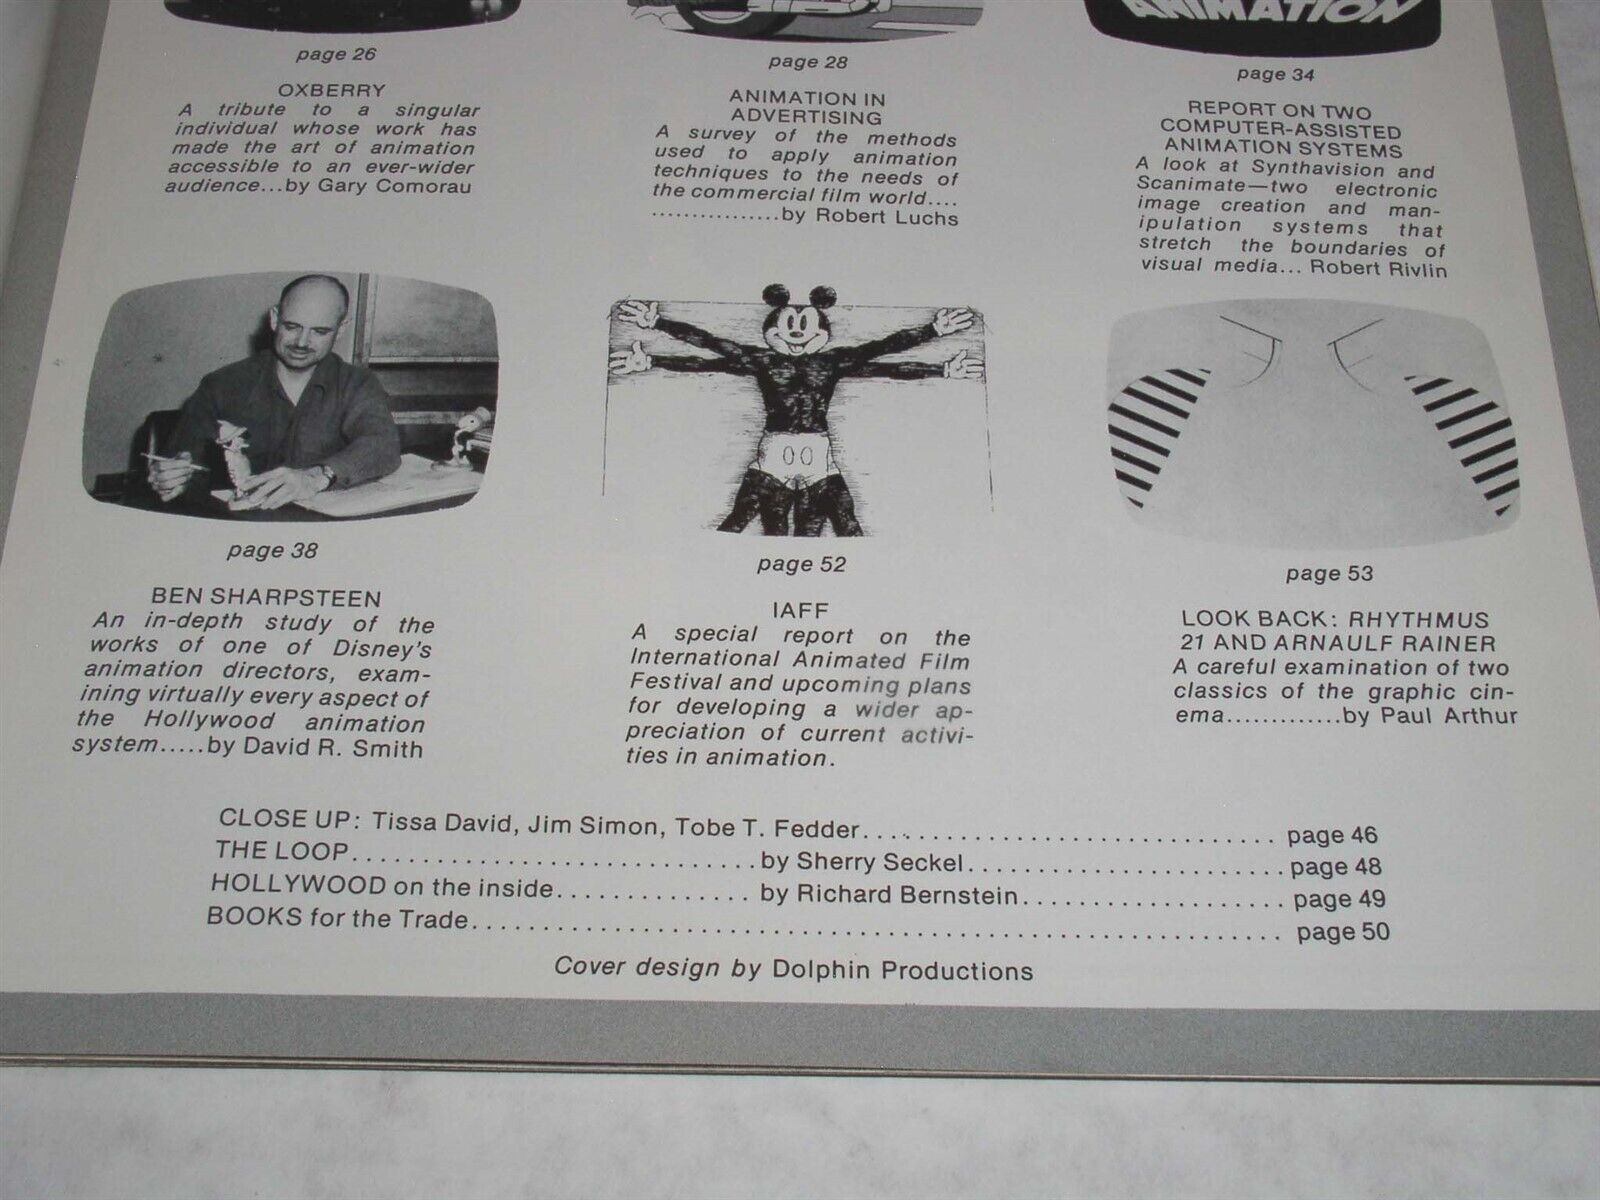 ANIMATION
page 26
OXBERRY
A tribute to a singular
individual whose work has
made the art of animation
accessible to an ever-wider
audience...by Gary Comorau
page 28
ANIMATION IN
ADVERTISING
A survey of the methods
used to apply animation
techniques to the needs of
the commercial film world....
................by Robert Luchs
page 34
REPORT ON TWO
COMPUTER-ASSISTED
ANIMATION SYSTEMS
A look at Synthavision and
Scanimate—two electronic
image creation and man-
ipulation systems that
stretch the boundaries of
visual media... Robert Rivlin
page 38
BEN SHARPSTEEN
An in-depth study of the
works of one of Disney's
animation directors, exam-
ining virtually every aspect of
the Hollywood animation
system.....by David R. Smith
page 52
IAFF
A special report on the
International Animated Film
Festival and upcoming plans
for developing a wider ap-
preciation of current activi-
ties in animation.
page 53
LOOK BACK: RHYTHMUS
21 AND ARNAULF RAINER
A careful examination of two
classics of the graphic cin-
ema.............by Paul Arthur
CLOSE UP: Tissa David, Jim Simon, Tobe T. Fedder.............................. page 46
THE LOOP.............................by Sherry Seckel....................... page 48
HOLLYWOOD on the inside.............. by Richard Bernstein................... page 49
BOOKS for the Trade.......................................................... page 50
Cover design by Dolphin Productions